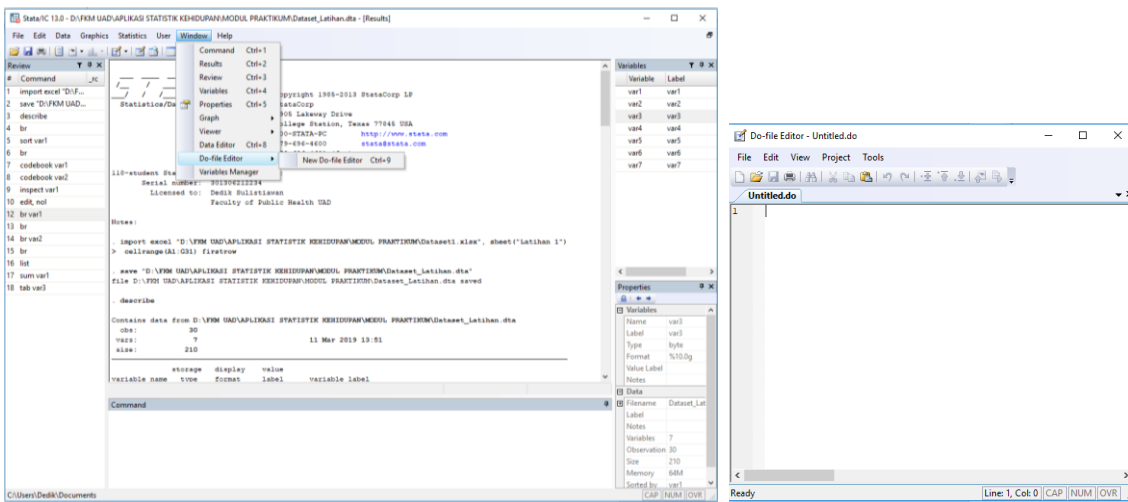 Stata/IC 13.0 - D:\FKM UAD\APLIKASI STATISTIK KEHIDUPAN\MODUL PRAKTIKUM\Dataset_Latihan.dta - [Results]
File Edit Data Graphics Statistics User Window Help
Review
# Command _rc
1 import excel "D:\F...
2 save "D:\FKM UAD...
3 describe
4 br
5 sort var1
6 br
7 codebook var1
8 codebook var2
9 inspect var1
10 edit, nol
12 br var1
13 br
14 br var2
15 br
16 list
17 sum var1
18 tab var3
Command Ctrl+1
Results Ctrl+2
Review Ctrl+3
Variables Ctrl+4
Properties Ctrl+5
Graph
Viewer
Data Editor Ctrl+8
Do-file Editor
Variables Manager
New Do-file Editor Ctrl+9
Statistics/Da
opyright 1985-2013 StataCorp LP
tataCorp
905 Lakeway Drive
ollege Station, Texas 77845 USA
00-STATA-PC http://www.stata.com
79-696-4600 stata@stata.com
110-student Sta
Serial number: 301306212234
Licensed to: Dedik Sulistiawan
Faculty of Public Health UAD
Notes:
. import excel "D:\FKM UAD\APLIKASI STATISTIK KEHIDUPAN\MODUL PRAKTIKUM\Dataset1.xlsx", sheet("Latihan 1")
> cellrange(A1:G31) firstrow
. save "D:\FKM UAD\APLIKASI STATISTIK KEHIDUPAN\MODUL PRAKTIKUM\Dataset_Latihan.dta"
file D:\FKM UAD\APLIKASI STATISTIK KEHIDUPAN\MODUL PRAKTIKUM\Dataset_Latihan.dta saved
. describe
Contains data from D:\FKM UAD\APLIKASI STATISTIK KEHIDUPAN\MODUL PRAKTIKUM\Dataset_Latihan.dta
obs: 30
vars: 7 11 Mar 2019 13:51
size: 210
storage display value
variable name type format label variable label
Command
C:\Users\Dedik\Documents
CAP NUM OVR
Variables
Variable Label
var1 var1
var2 var2
var3 var3
var4 var4
var5 var5
var6 var6
var7 var7
Properties
Variables
Name var3
Label var3
Type byte
Format %10.0g
Value Label
Notes
Data
Filename Dataset_Lat
Label
Notes
Variables 7
Observation 30
Size 210
Memory 64M
Sorted by var1
Do-file Editor - Untitled.do
File Edit View Project Tools
Untitled.do
1
Ready
Line: 1, Col: 0 CAP NUM OVR